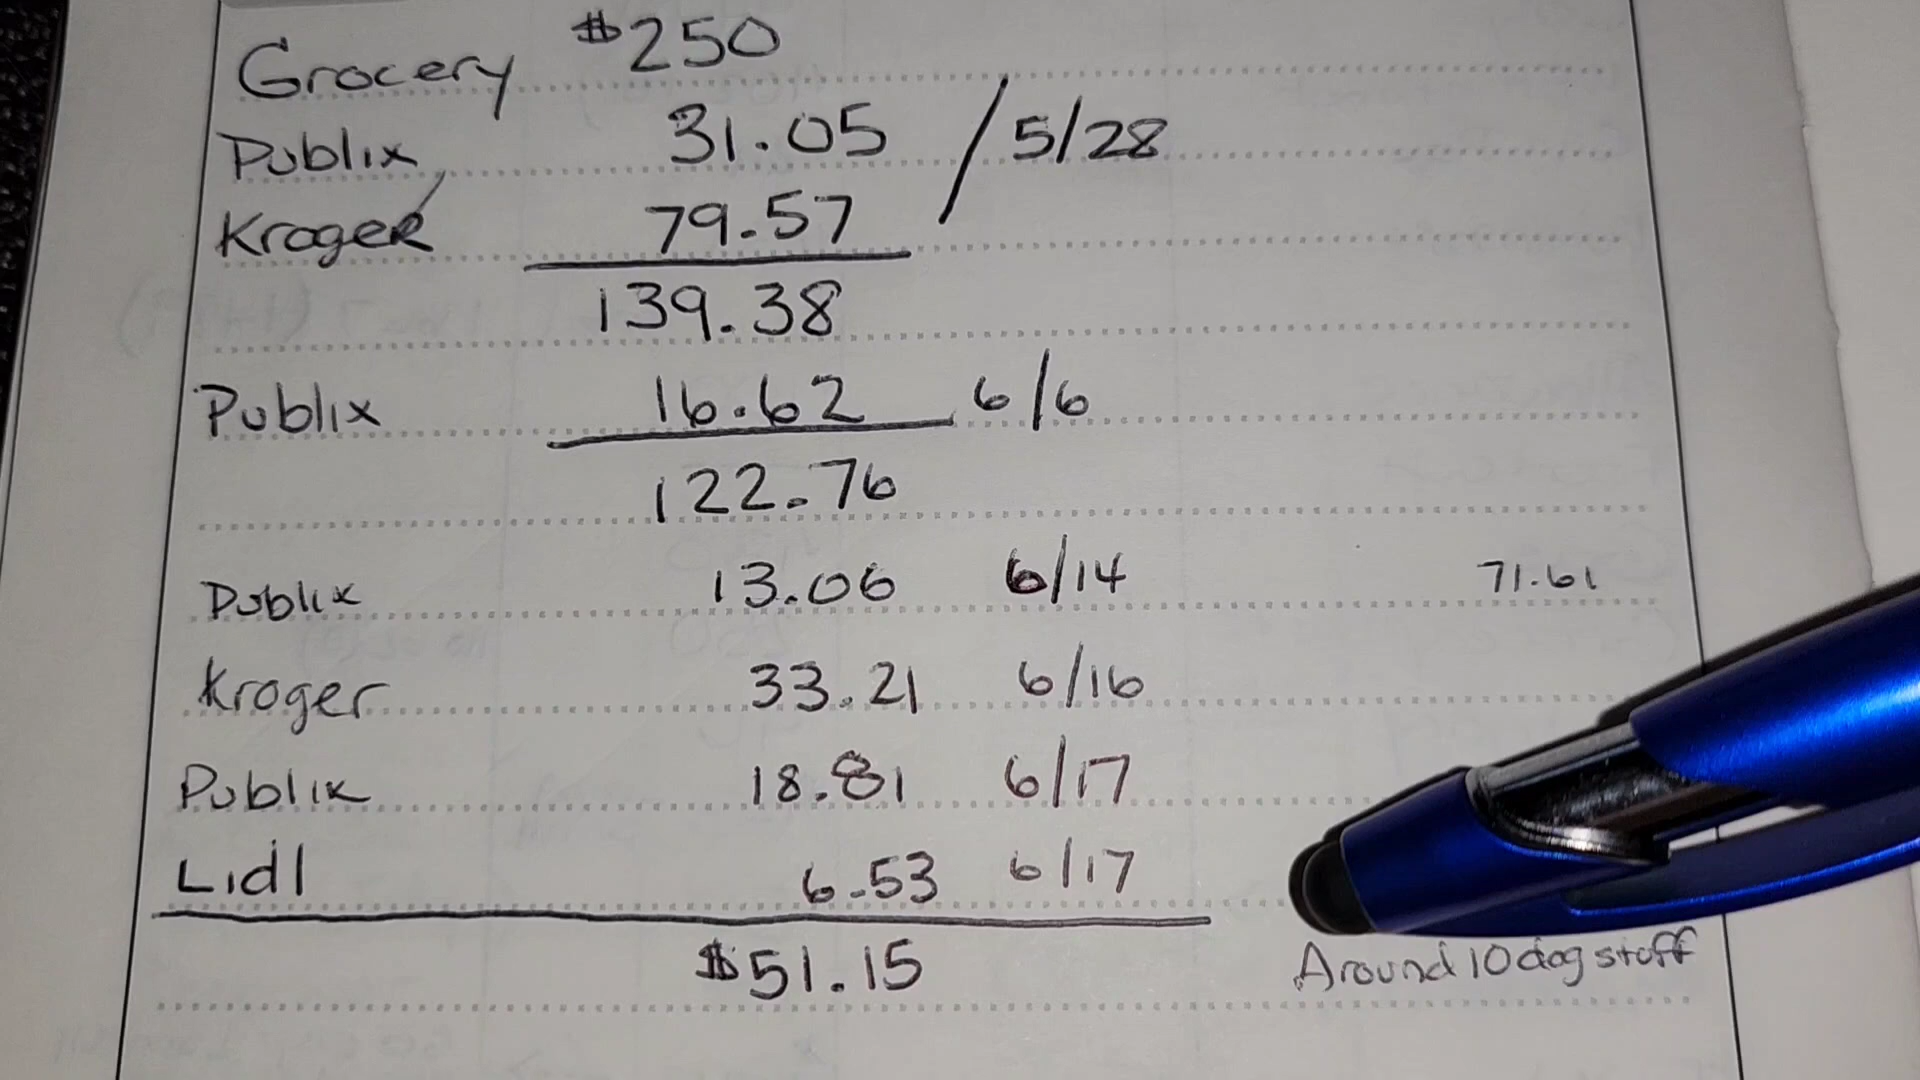 Grocery $250
Publix 31.05 / 5/28
Kroger 79.57
139.38
Publix 16.62 6/6
122.76
Publix 13.06 6/14 71.61
Kroger 33.21 6/16
Publix 18.81 6/17
Lidl 6.53 6/17
$51.15
Around 10 dog stuff